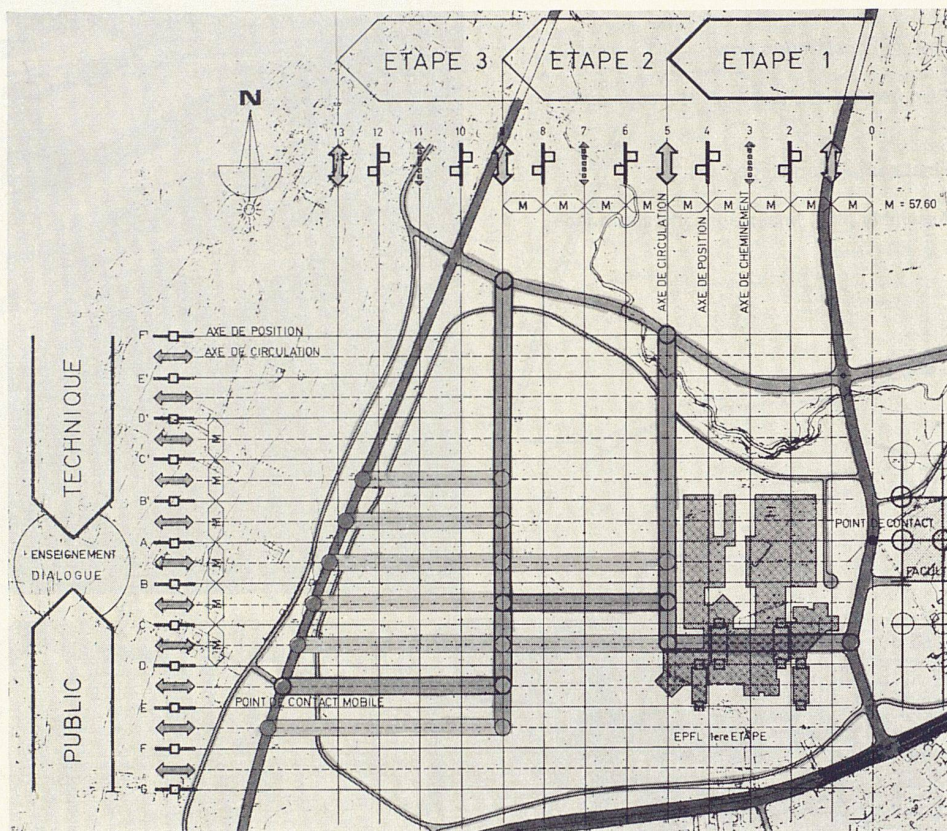 ETAPE 3
ETAPE 2
ETAPE 1
N
13 12 11 10 9 8 7 6 5 4 3 2 1 0
M M M M M M M M M
M = 57.60
AXE DE CIRCULATION
AXE DE POSITION
AXE DE CHEMINEMENT
F' AXE DE POSITION
AXE DE CIRCULATION
E'
D'
C'
B'
A
B
C
D
E
F
G
M
M
M
M
M
M
TECHNIQUE
ENSEIGNEMENT
DIALOGUE
PUBLIC
POINT DE CONTACT
FACULT
POINT DE CONTACT MOBILE
EPFL 1ere ETAPE